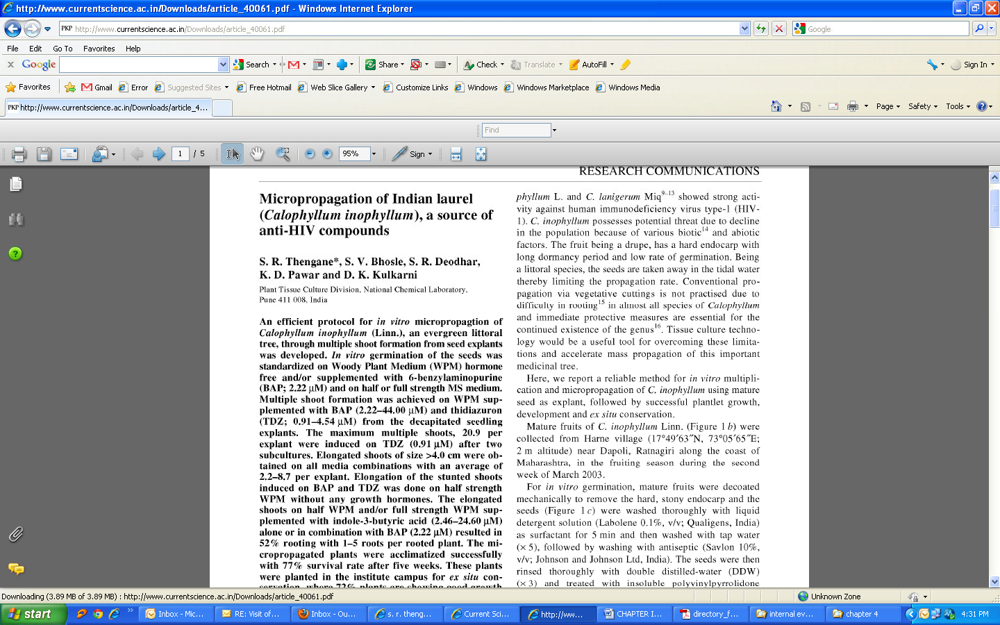 http://www.currentscience.ac.in/Downloads/article_40061.pdf - Windows Internet Explorer
PKP http://www.currentscience.ac.in/Downloads/article_40061.pdf
Google
File Edit Go To Favorites Help
x Google Search Share Check Translate AutoFill Sign In
Favorites Gmail Error Suggested Sites Free Hotmail Web Slice Gallery Customize Links Windows Windows Marketplace Windows Media
PKP http://www.currentscience.ac.in/Downloads/article_4...
Page Safety Tools
Find
1 / 5 95% Sign
RESEARCH COMMUNICATIONS
Micropropagation of Indian laurel
(Calophyllum inophyllum), a source of
anti-HIV compounds
S. R. Thengane*, S. V. Bhosle, S. R. Deodhar,
K. D. Pawar and D. K. Kulkarni
Plant Tissue Culture Division, National Chemical Laboratory,
Pune 411 008, India
An efficient protocol for in vitro micropropagtion of
Calophyllum inophyllum (Linn.), an evergreen littoral
tree, through multiple shoot formation from seed explants
was developed. In vitro germination of the seeds was
standardized on Woody Plant Medium (WPM) hormone
free and/or supplemented with 6-benzylaminopurine
(BAP; 2.22 μM) and on half or full strength MS medium.
Multiple shoot formation was achieved on WPM sup-
plemented with BAP (2.22–44.00 μM) and thidiazuron
(TDZ; 0.91–4.54 μM) from the decapitated seedling
explants. The maximum multiple shoots, 20.9 per
explant were induced on TDZ (0.91 μM) after two
subcultures. Elongated shoots of size >4.0 cm were ob-
tained on all media combinations with an average of
2.2–8.7 per explant. Elongation of the stunted shoots
induced on BAP and TDZ was done on half strength
WPM without any growth hormones. The elongated
shoots on half WPM and/or full strength WPM sup-
plemented with indole-3-butyric acid (2.46–24.60 μM)
alone or in combination with BAP (2.22 μM) resulted in
52% rooting with 1–5 roots per rooted plant. The mi-
cropropagated plants were acclimatized successfully
with 77% survival rate after five weeks. These plants
were planted in the institute campus for ex situ con-
servation, where 72% plants are showing good growth
phyllum L. and C. lanigerum Miq9–13 showed strong acti-
vity against human immunodeficiency virus type-1 (HIV-
1). C. inophyllum possesses potential threat due to decline
in the population because of various biotic14 and abiotic
factors. The fruit being a drupe, has a hard endocarp with
long dormancy period and low rate of germination. Being
a littoral species, the seeds are taken away in the tidal water
thereby limiting the propagation rate. Conventional pro-
pagation via vegetative cuttings is not practised due to
difficulty in rooting15 in almost all species of Calophyllum
and immediate protective measures are essential for the
continued existence of the genus16. Tissue culture techno-
logy would be a useful tool for overcoming these limita-
tions and accelerate mass propagation of this important
medicinal tree.
Here, we report a reliable method for in vitro multipli-
cation and micropropagation of C. inophyllum using mature
seed as explant, followed by successful plantlet growth,
development and ex situ conservation.
Mature fruits of C. inophyllum Linn. (Figure 1 b) were
collected from Harne village (17°49′63″N, 73°05′65″E;
2 m altitude) near Dapoli, Ratnagiri along the coast of
Maharashtra, in the fruiting season during the second
week of March 2003.
For in vitro germination, mature fruits were decoated
mechanically to remove the hard, stony endocarp and the
seeds (Figure 1 c) were washed thoroughly with liquid
detergent solution (Labolene 0.1%, v/v; Qualigens, India)
as surfactant for 5 min and then washed with tap water
(× 5), followed by washing with antiseptic (Savlon 10%,
v/v; Johnson and Johnson Ltd, India). The seeds were then
rinsed thoroughly with double distilled-water (DDW)
(× 3) and treated with insoluble polyvinylpyrrolidone
Downloading (3.89 MB of 3.89 MB) : http://www.currentscience.ac.in/Downloads/article_40061.pdf Unknown Zone
start Inbox - Mic... RE: Visit of... Inbox - Ou... s. r. theng... Current Sci... http://ww... CHAPTER I... directory_f... internal ev... chapter 4 4:31 PM